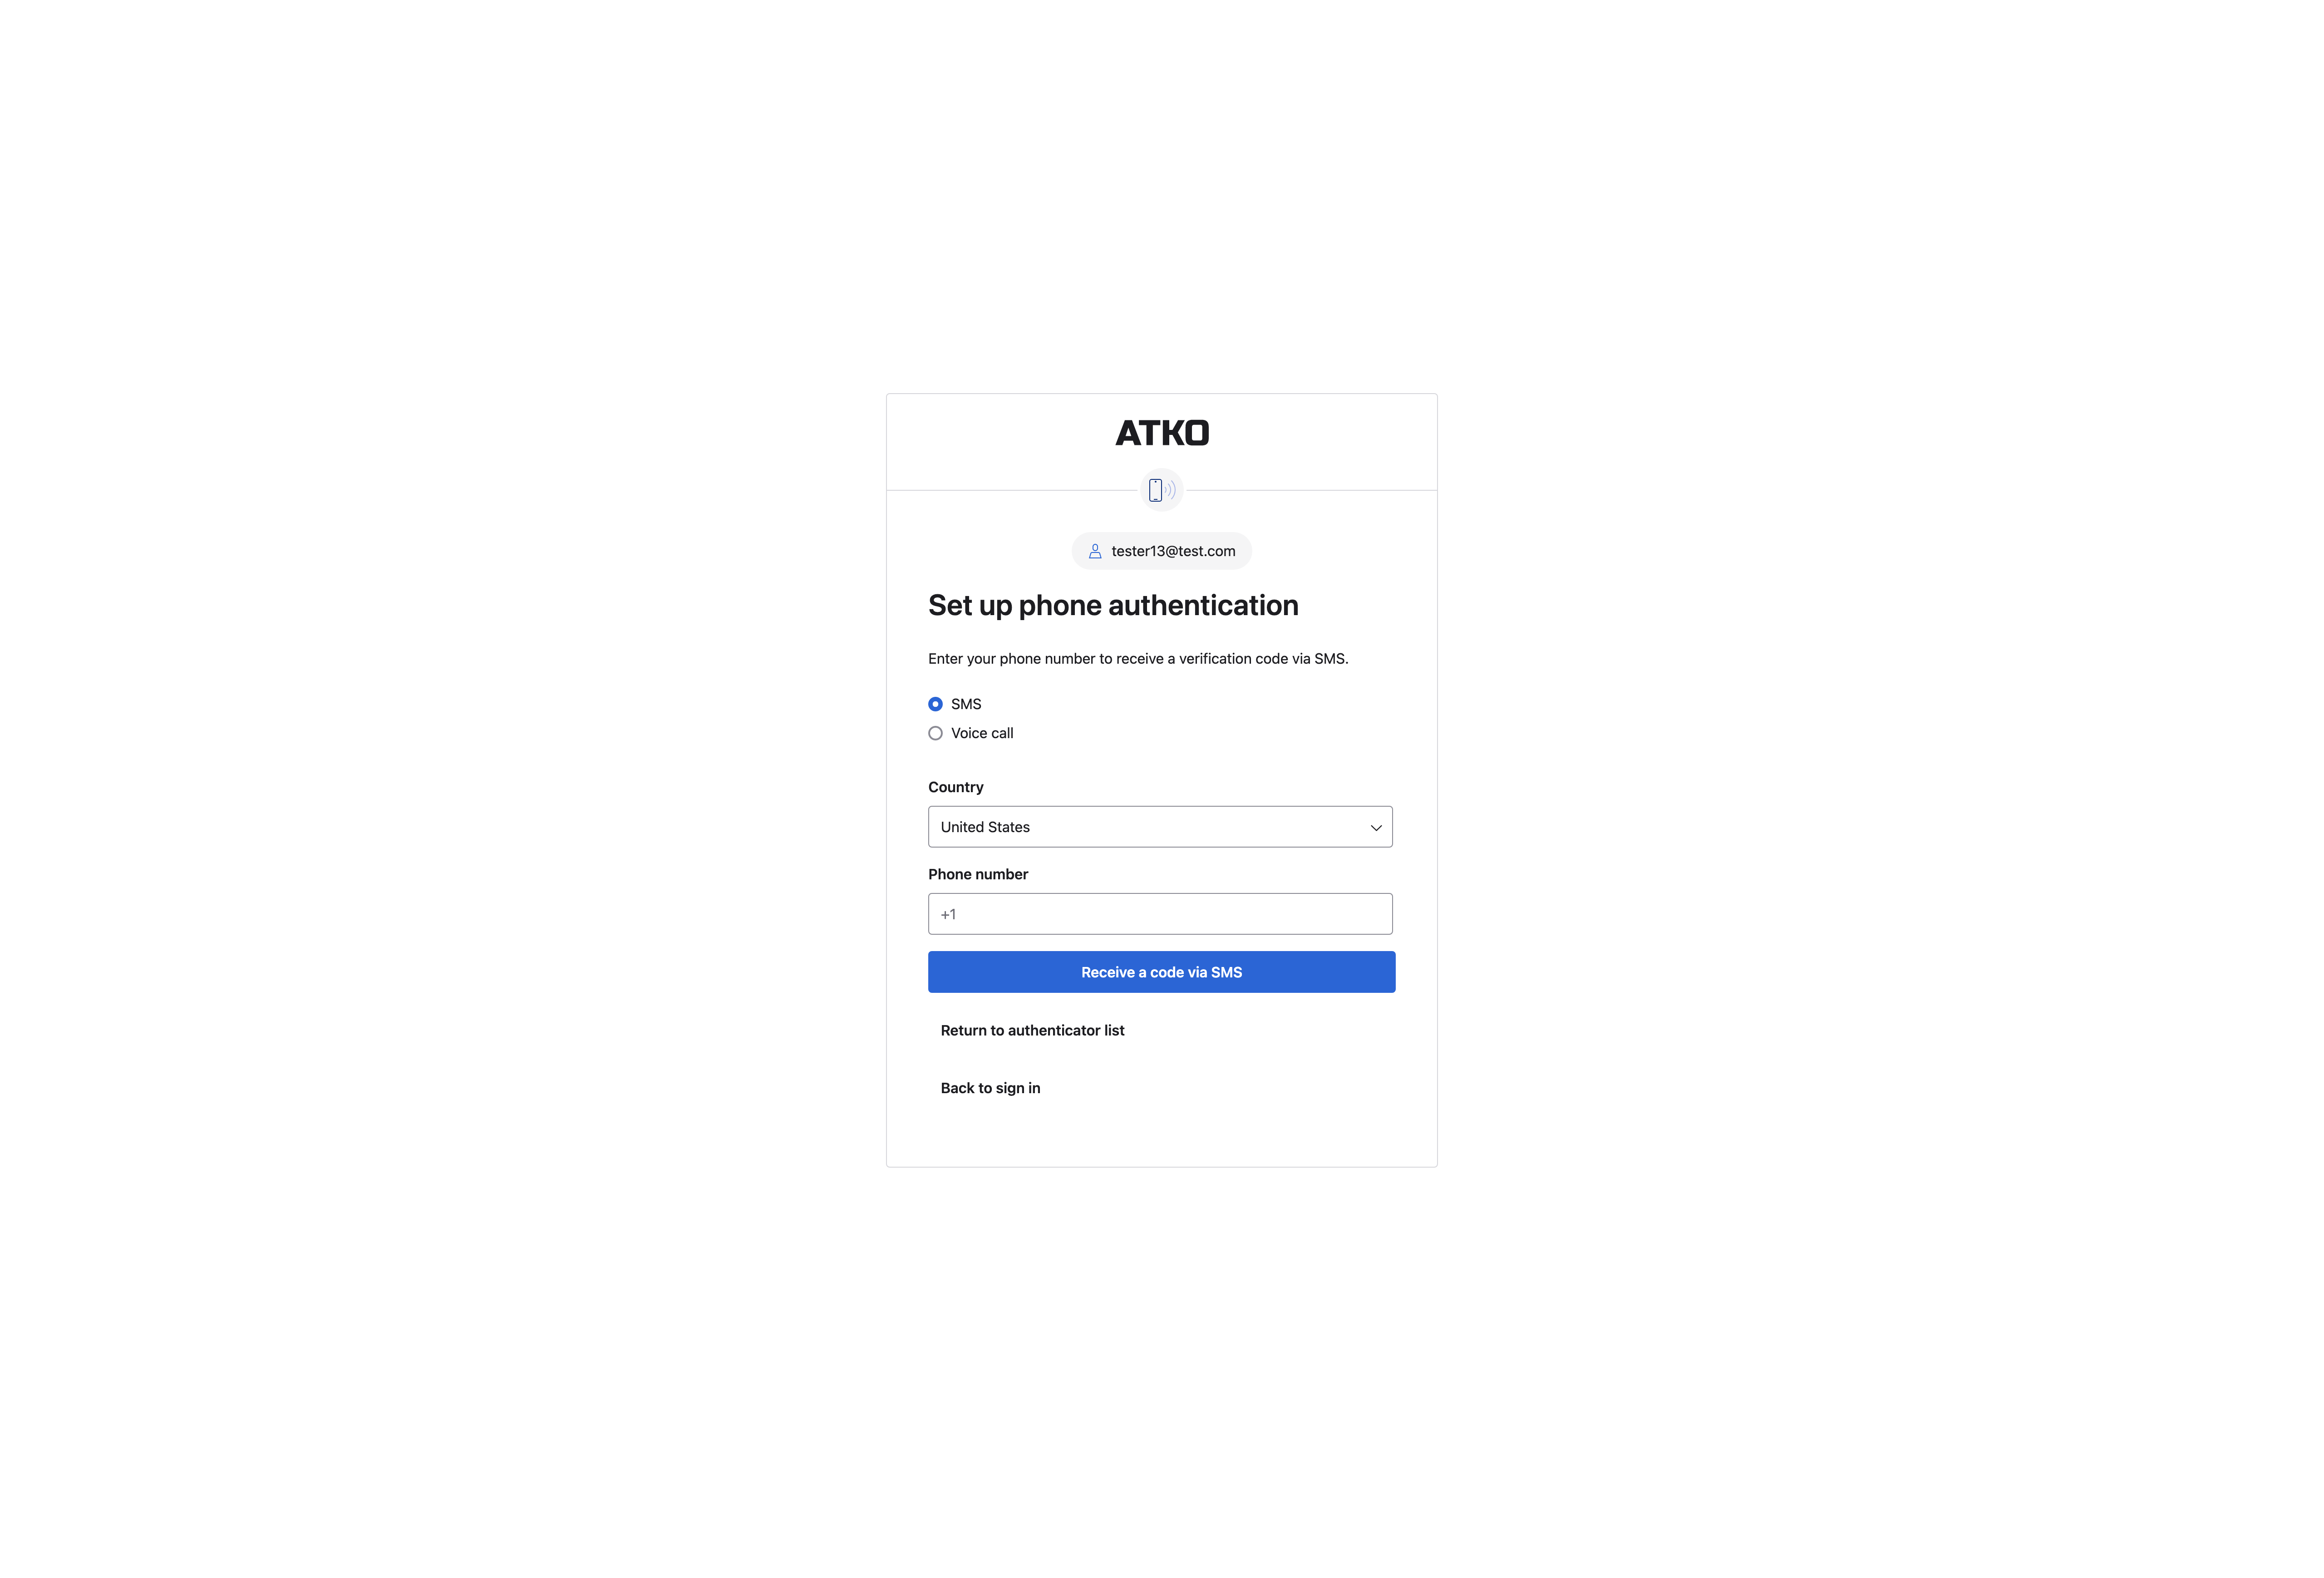 ATKO
tester13@test.com
Set up phone authentication
Enter your phone number to receive a verification code via SMS.
SMS
Voice call
Country
United States
Phone number
+1
Receive a code via SMS
Return to authenticator list
Back to sign in